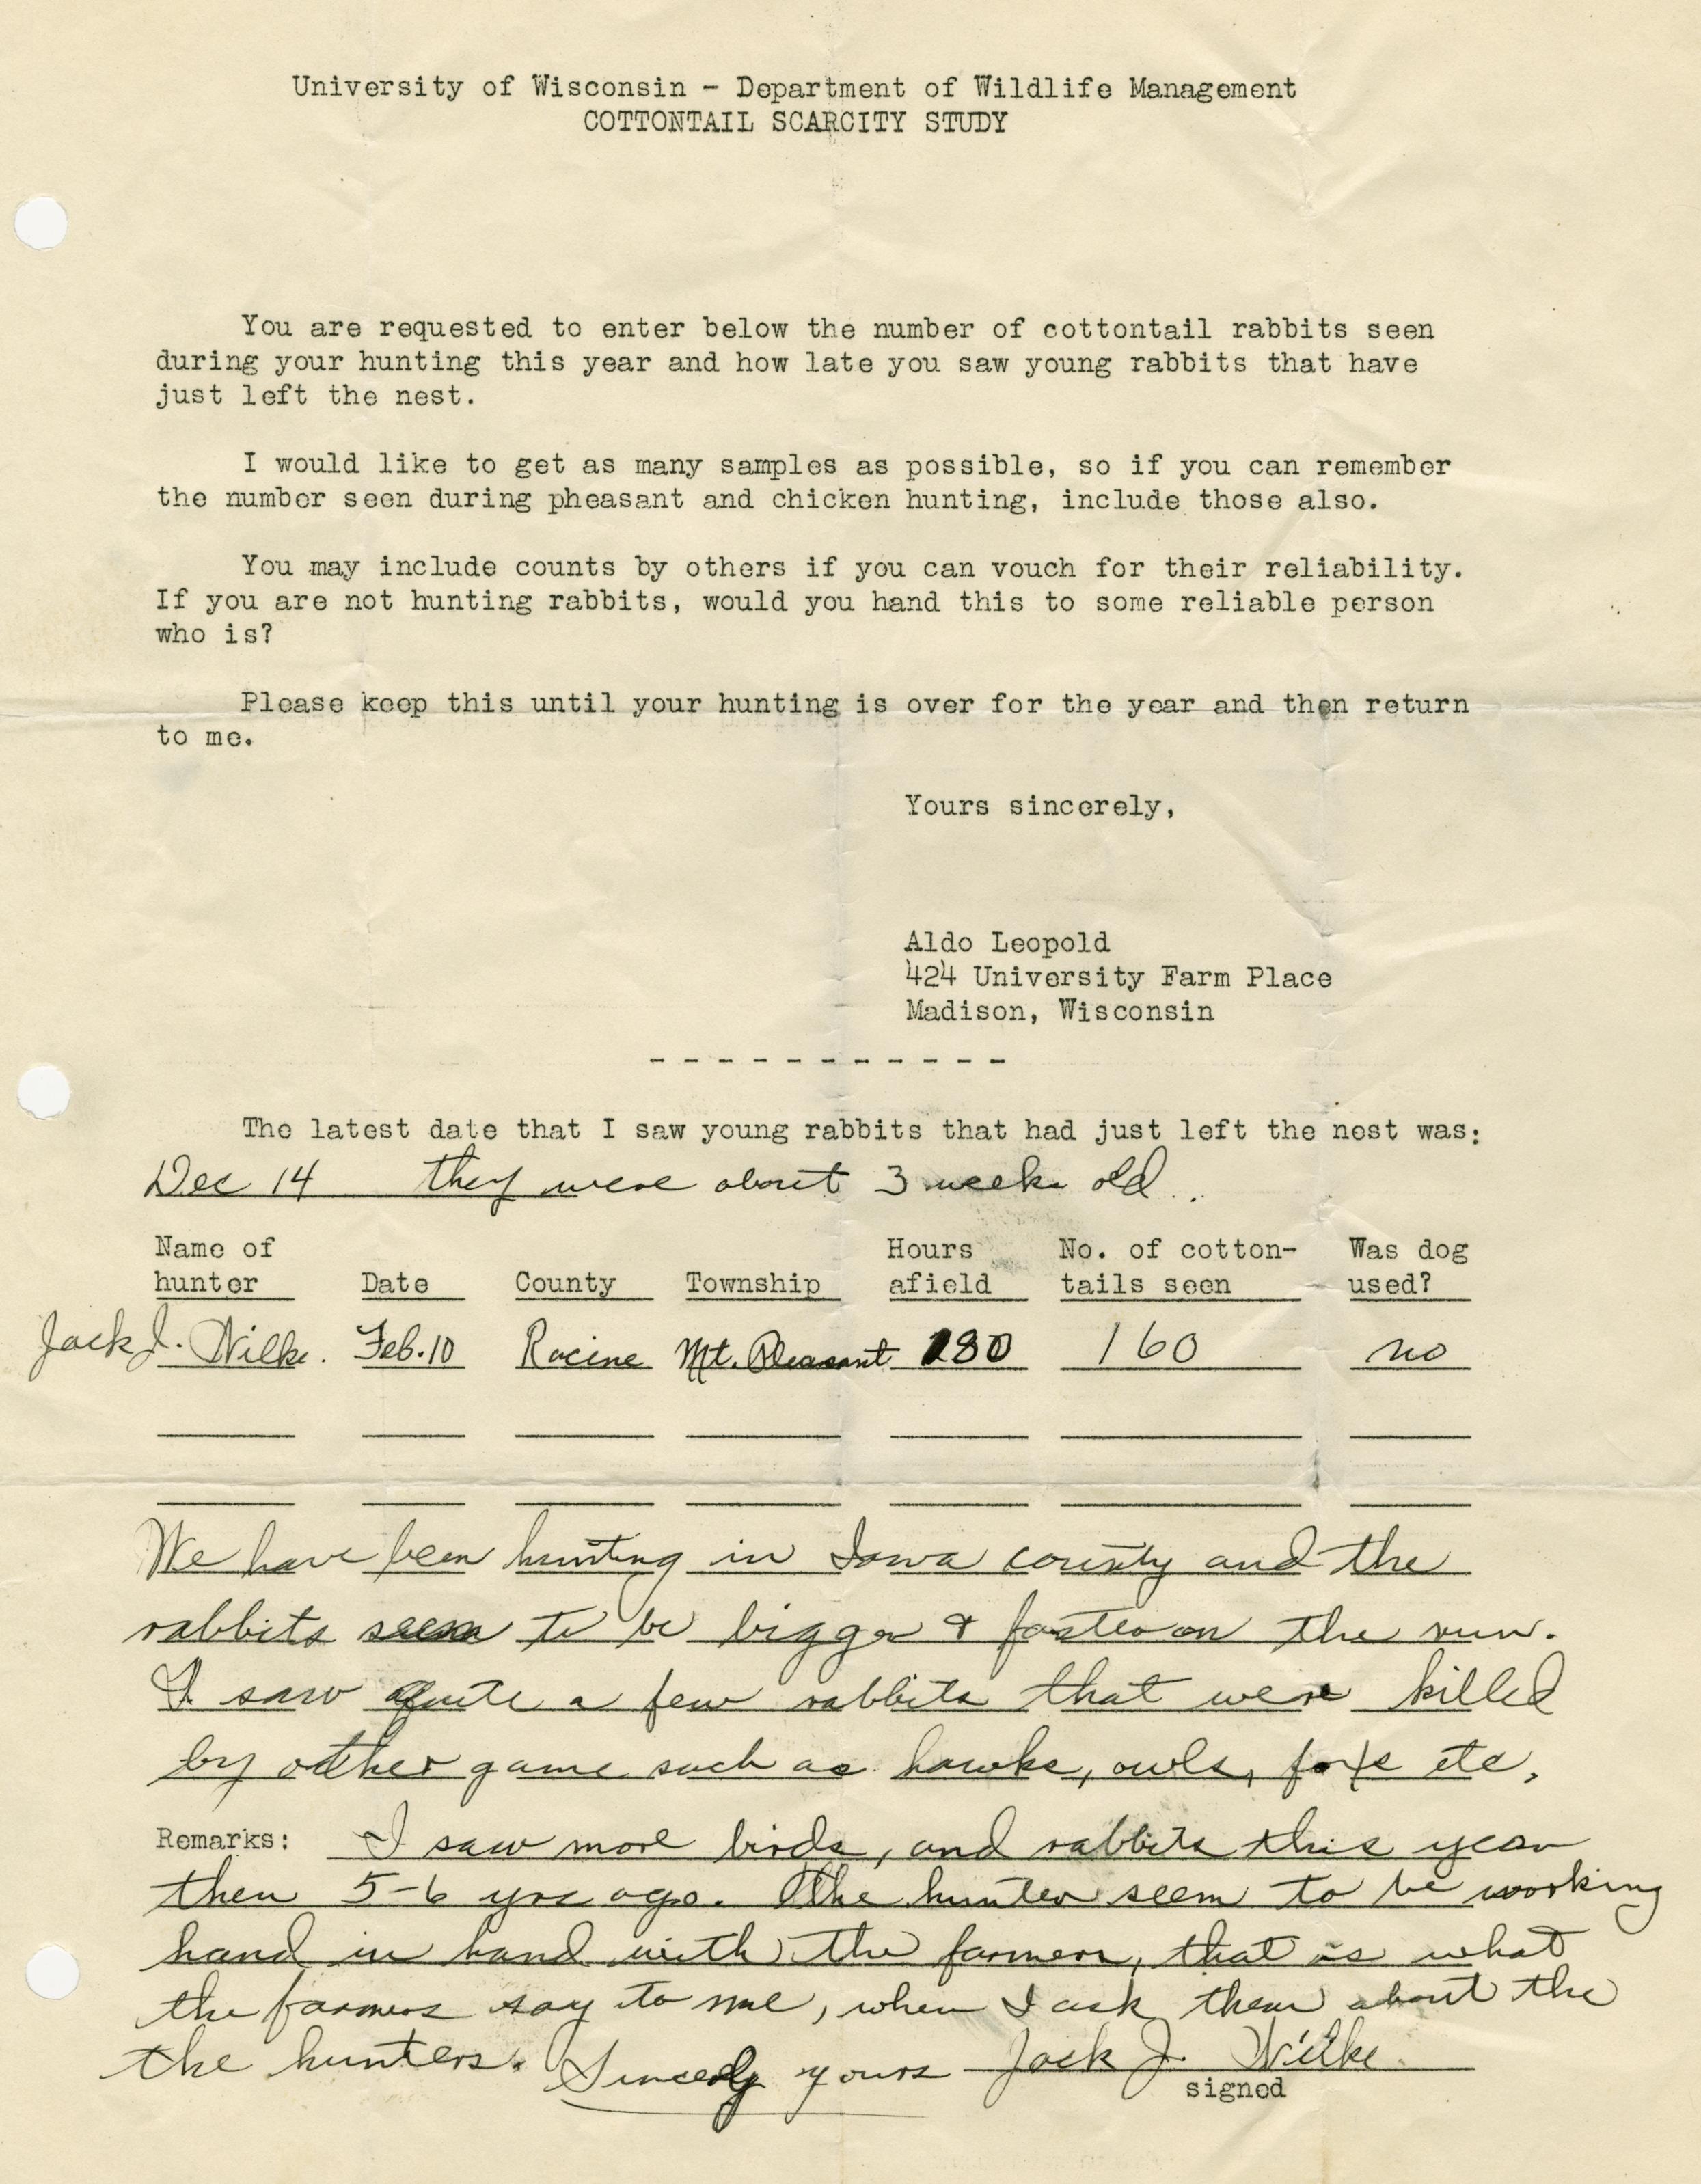 University of Wisconsin - Department of Wildlife Management
COTTONTAIL SCARCITY STUDY
You are requested to enter below the number of cottontail rabbits seen
during your hunting this year and how late you saw young rabbits that have
just left the nest.
I would like to get as many samples as possible, so if you can remember
the number seen during pheasant and chicken hunting, include those also.
You may include counts by others if you can vouch for their reliability.
If you are not hunting rabbits, would you hand this to some reliable person
who is?
Please keep this until your hunting is over for the year and then return
to me.
Yours sincerely,
Aldo Leopold
424 University Farm Place
Madison, Wisconsin
- - - - - - - - - - -
The latest date that I saw young rabbits that had just left the nest was:
Dec 14 they were about 3 weeks old.
Name of Hours No. of cotton- Was dog
hunter Date County Township afield tails seen used?
Jack J. Wilke. Feb.10 Racine Mt. Pleasant 180 160 no
We have been hunting in Iowa county and the
rabbits seem to be bigger & faster on the run.
I saw quite a few rabbits that were killed
by other game such as hawks, owls, foxs etc,
Remarks: I saw more birds, and rabbits this year
then 5-6 yrs ago. The hunter seem to be working
hand in hand with the farmers, that is what
the farmers say to me, when I ask them about the
the hunters. Sincerly yours Jack J. Wilke.
signed